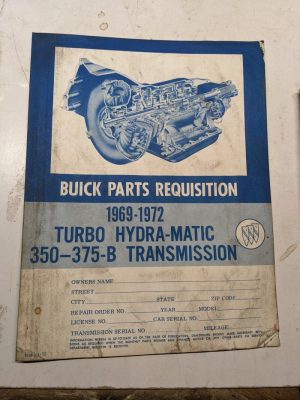 BUICK PARTS REQUISITION
1969-1972
TURBO HYDRA-MATIC
350-375-B TRANSMISSION
OWNERS NAME
STREET
CITY STATE ZIP CODE
REPAIR ORDER NO. YEAR MODEL
LICENSE NO. CAR SERIAL NO.
TRANSMISSION SERIAL NO. MILEAGE